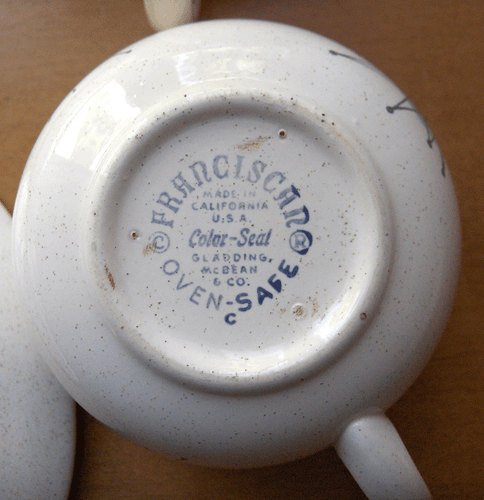 © FRANCISCAN ®
MADE IN
CALIFORNIA
U.S.A.
Color-Seal
GLADDING,
McBEAN
& CO.
OVEN-SAFE
C